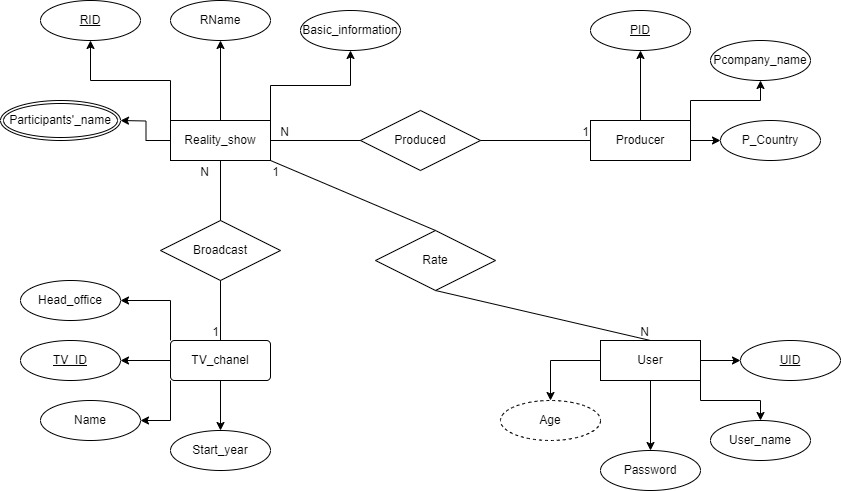 RID
RName
Basic_information
PID
Pcompany_name
Participants'_name
Reality_show
N
Produced
1
Producer
P_Country
N
1
Broadcast
Rate
Head_office
1
N
TV_ID
TV_chanel
User
UID
Name
Age
Start_year
User_name
Password